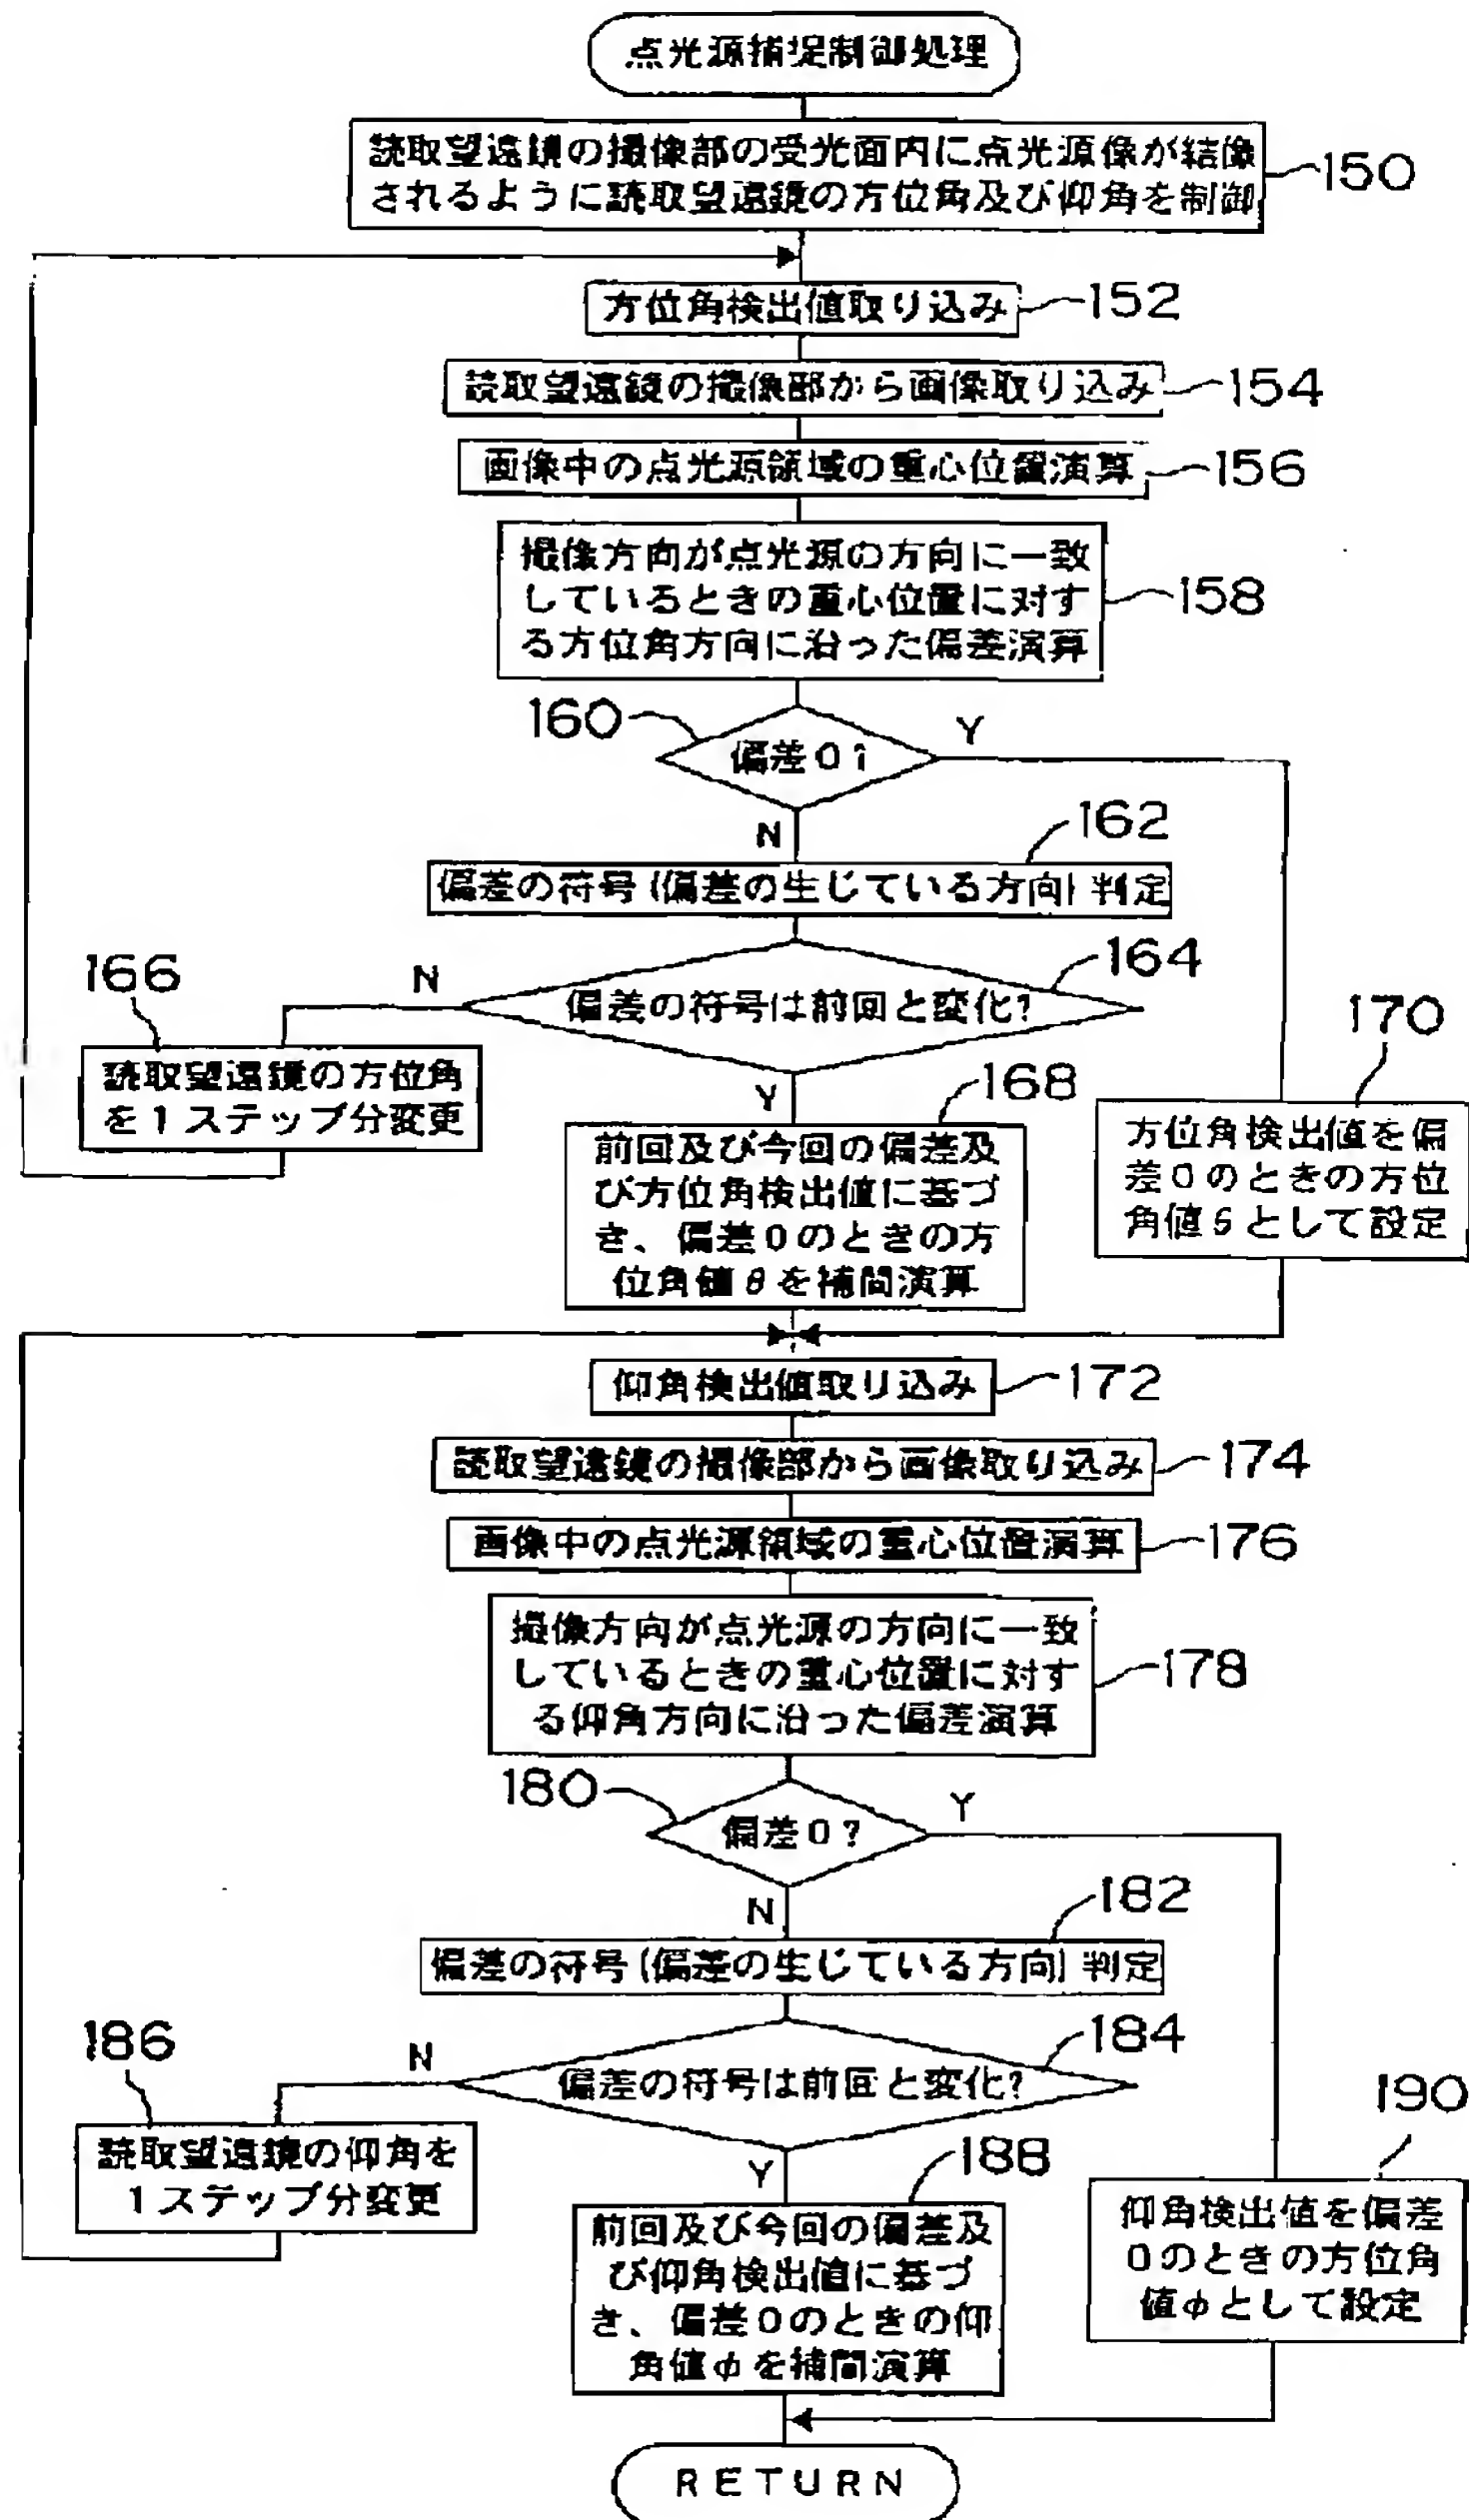 点光源捕捉制御処理
読取望遠鏡の撮像部の受光面内に点光源像が結像
されるように読取望遠鏡の方位角及び仰角を制御
150
方位角検出値取り込み
152
読取望遠鏡の撮像部から画像取り込み
154
画像中の点光源領域の重心位置演算
156
撮像方向が点光源の方向に一致
しているときの重心位置に対す
る方位角方向に沿った偏差演算
158
160
偏差0?
Y
N
162
偏差の符号(偏差の生じている方向)判定
164
偏差の符号は前回と変化?
N
166
読取望遠鏡の方位角
を1ステップ分変更
Y
168
前回及び今回の偏差及
び方位角検出値に基づ
き、偏差0のときの方
位角値θを補間演算
170
方位角検出値を偏
差0のときの方位
角値θとして設定
仰角検出値取り込み
172
読取望遠鏡の撮像部から画像取り込み
174
画像中の点光源領域の重心位置演算
176
撮像方向が点光源の方向に一致
しているときの重心位置に対す
る仰角方向に沿った偏差演算
178
180
偏差0?
Y
N
182
偏差の符号(偏差の生じている方向)判定
184
偏差の符号は前回と変化?
N
186
読取望遠鏡の仰角を
1ステップ分変更
Y
188
前回及び今回の偏差及
び仰角検出値に基づ
き、偏差0のときの仰
角値φを補間演算
190
仰角検出値を偏差
0のときの方位角
値φとして設定
RETURN